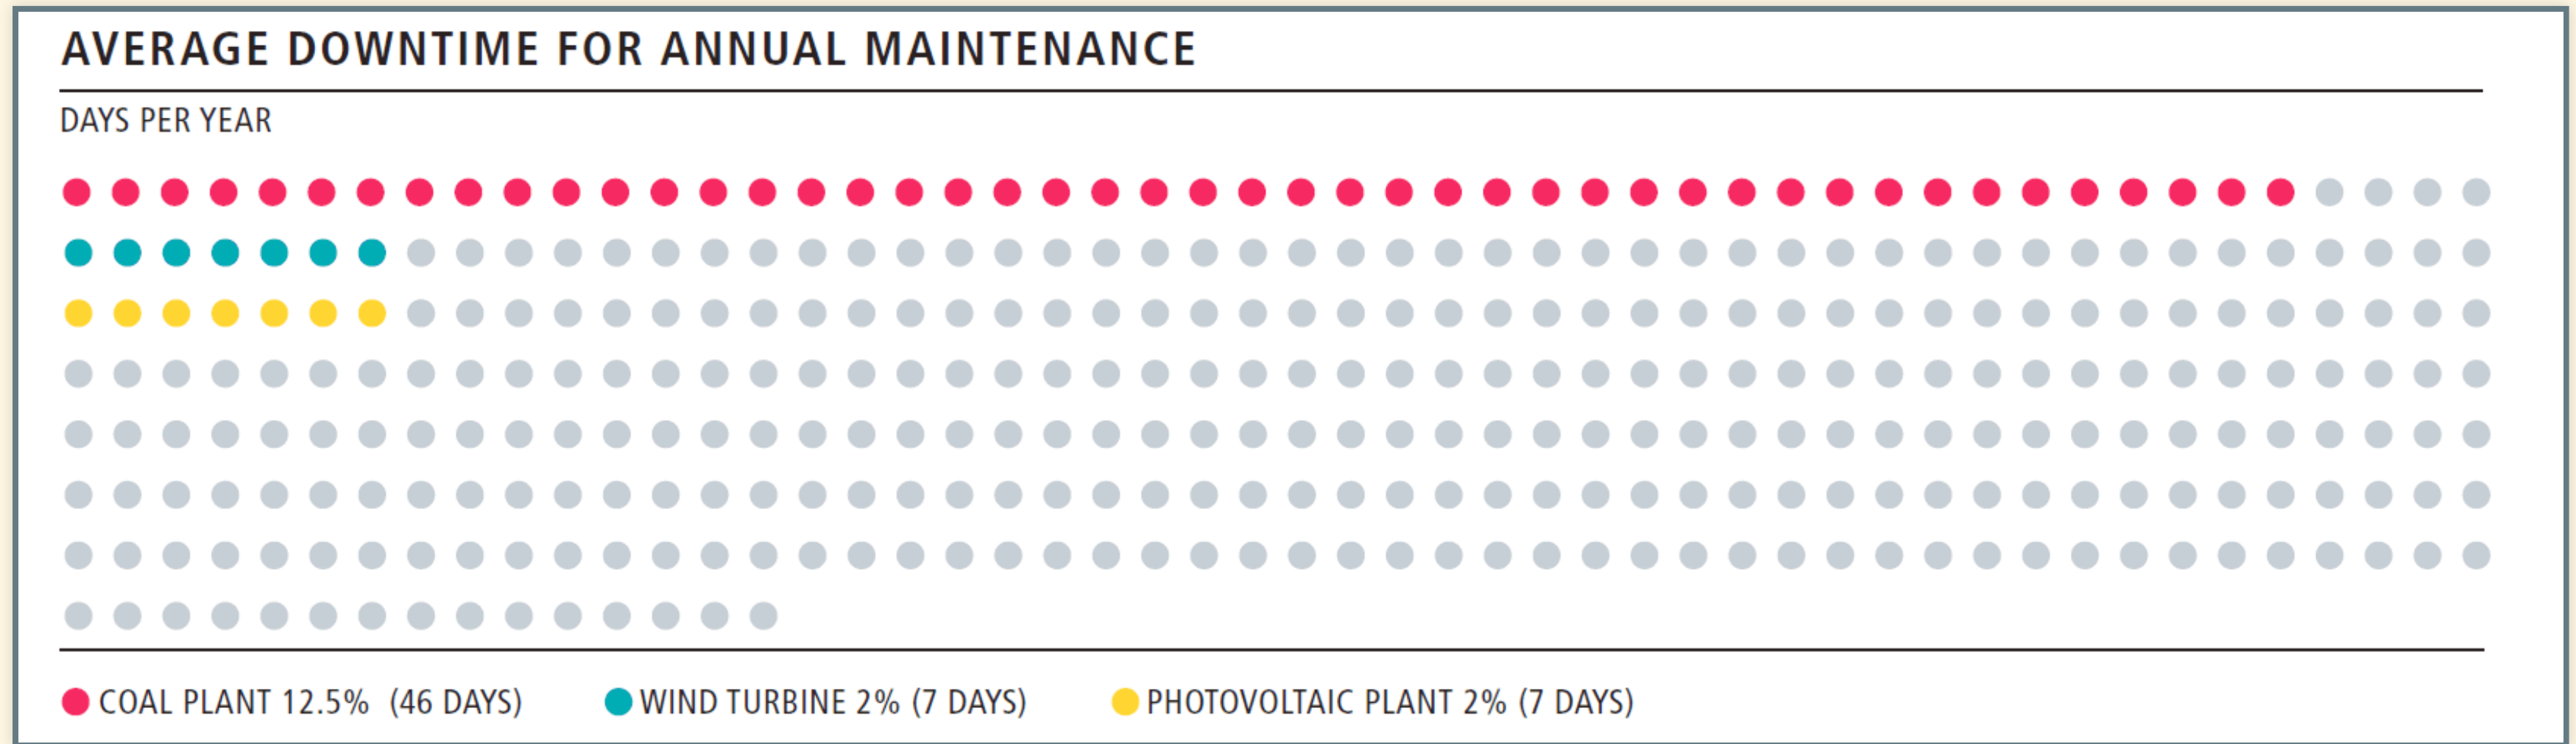 AVERAGE DOWNTIME FOR ANNUAL MAINTENANCE
DAYS PER YEAR
COAL PLANT 12.5% (46 DAYS) WIND TURBINE 2% (7 DAYS) PHOTOVOLTAIC PLANT 2% (7 DAYS)